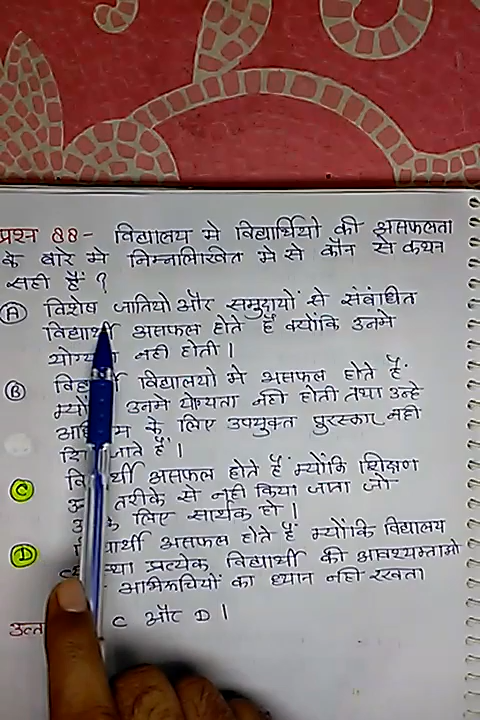 प्रश्न 88- विद्यालय मे विद्यार्थियो की असफलता
के बारे मे निम्नलिखित मे से कौन से कथन
सही हैं ?
(A) विशेष जातियो और समुदायों से संबंधित
विद्यार्थी असफल होते हैं क्योंकि उनमे
नही होती ।
(B) विद्यालयो मे असफल होते हैं
उनमे योग्यता नही होती तथा उन्हे
के लिए उपयुक्त पुरस्कार नही
जाते हैं ।
(C) असफल होते हैं क्योंकि शिक्षण
तरीके से नही किया जाता जो
लिए सार्थक हो ।
(D) असफल होते हैं क्योंकि विद्यालय
प्रत्येक विद्यार्थी की आवश्यकताओ
अभिरूचियों का ध्यान नही रखता
C और D ।